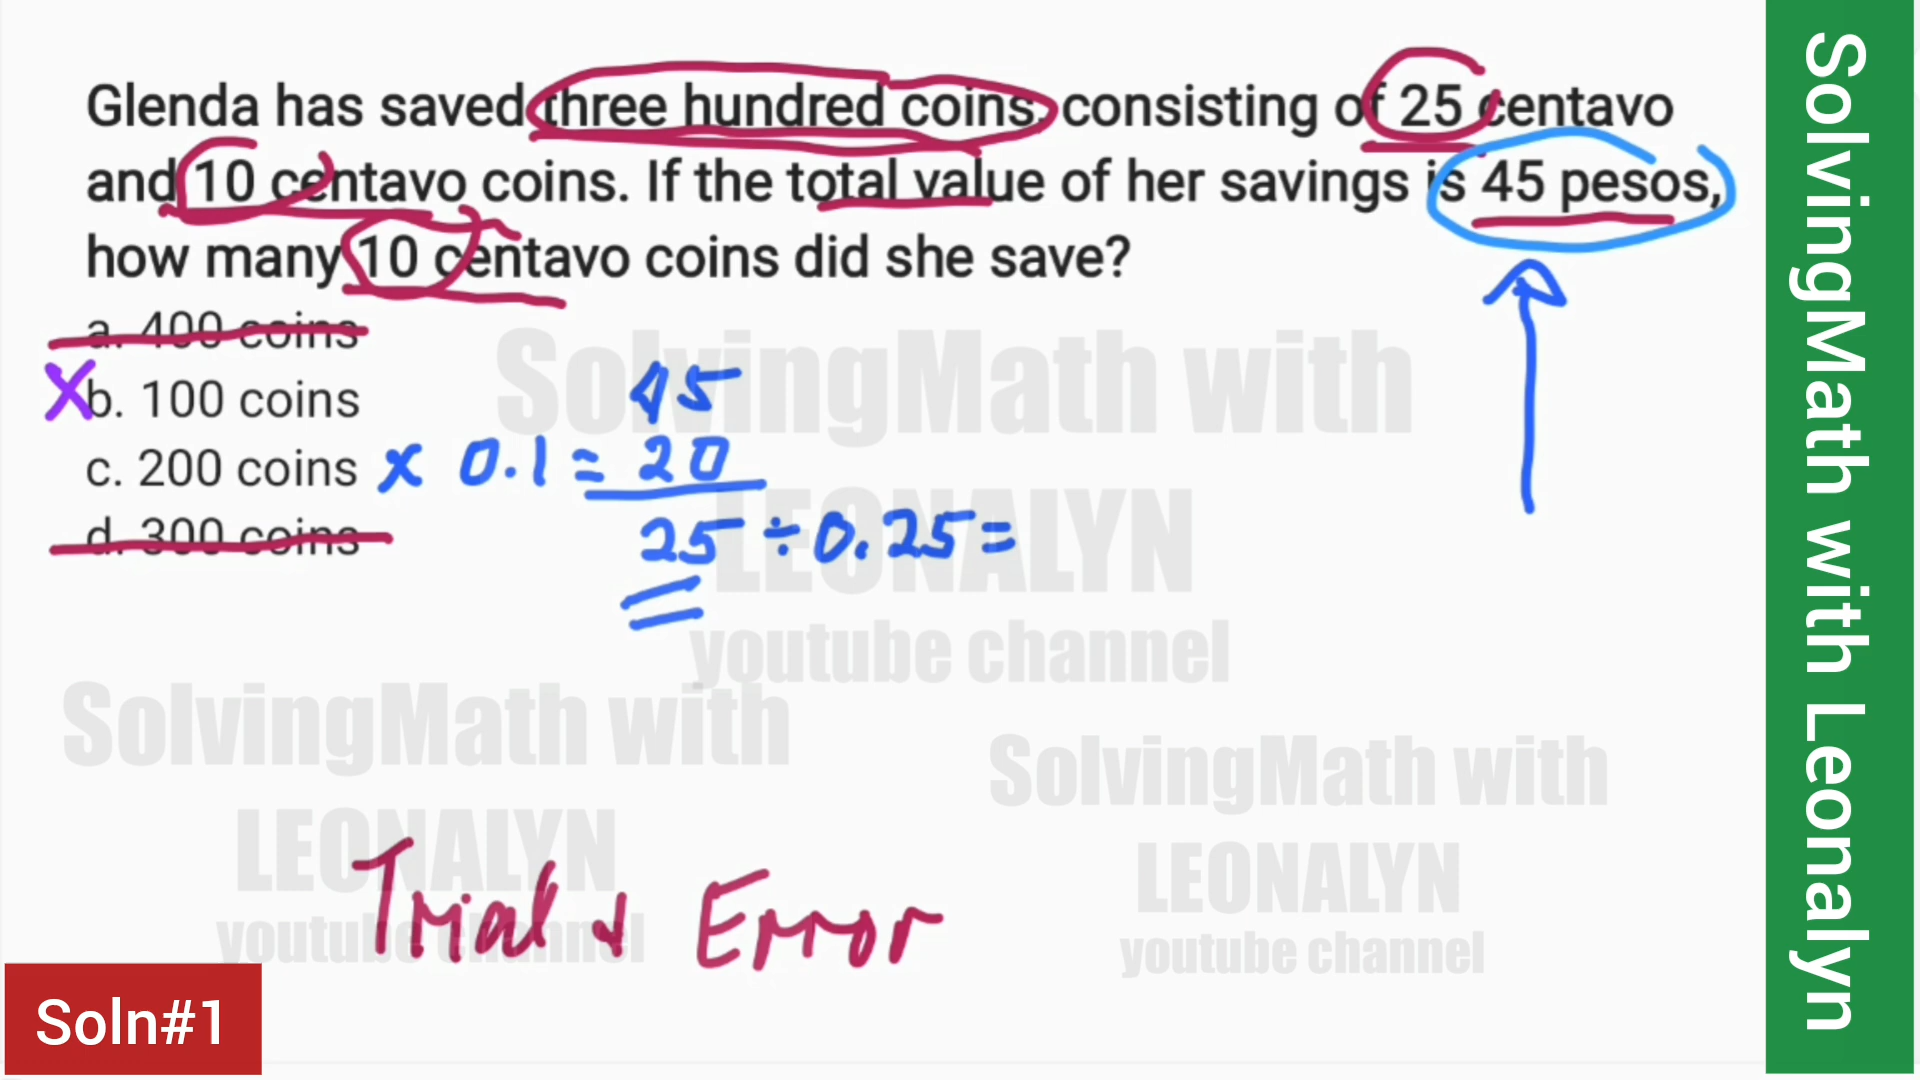 Glenda has saved three hundred coins, consisting of 25 centavo
and 10 centavo coins. If the total value of her savings is 45 pesos,
how many 10 centavo coins did she save?
a. 400 coins
X b. 100 coins
c. 200 coins x 0.1 = 20
45
d. 300 coins
25 ÷ 0.25 =
SolvingMath with
LEONALYN
youtube channel
SolvingMath with
LEONALYN
youtube channel
SolvingMath with
LEONALYN
youtube channel
Trial & Error
Soln#1
SolvingMath with Leonalyn